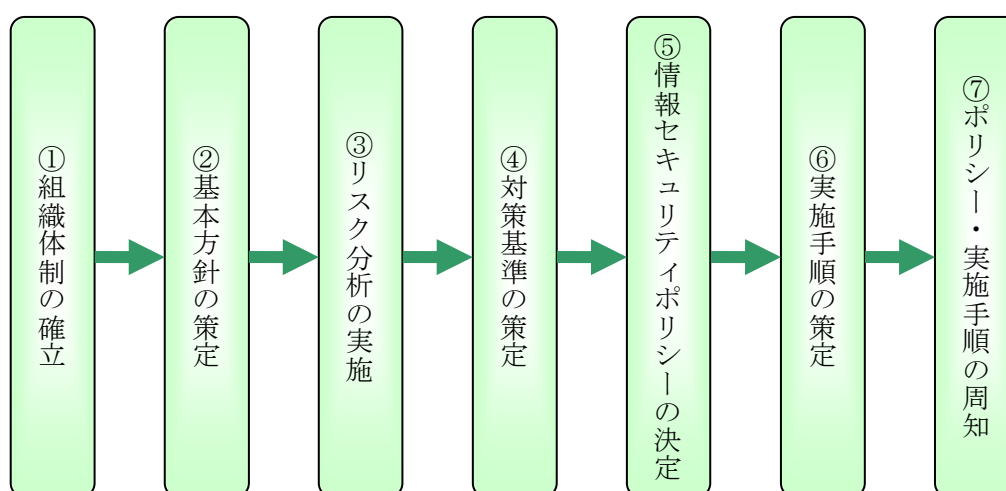 ①組織体制の確立
②基本方針の策定
③リスク分析の実施
④対策基準の策定
⑤情報セキュリティポリシーの決定
⑥実施手順の策定
⑦ポリシー・実施手順の周知